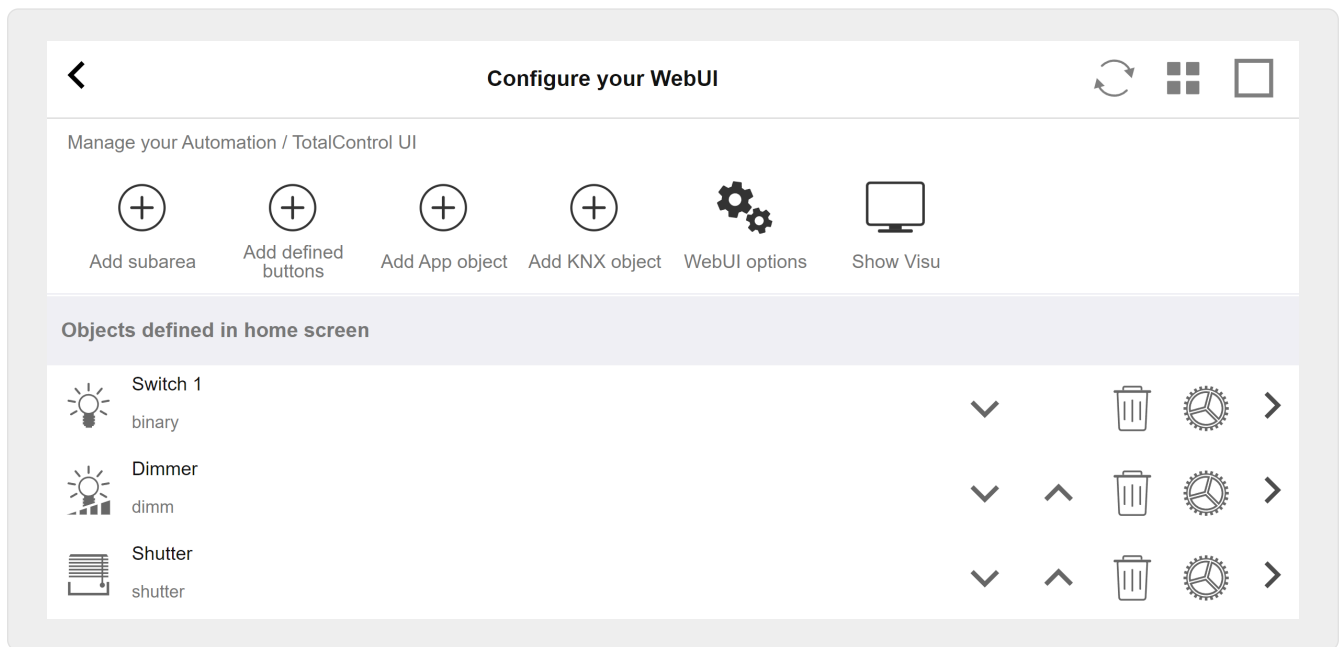 Configure your WebUI
Manage your Automation / TotalControl UI
Add subarea
Add defined
buttons
Add App object
Add KNX object
WebUI options
Show Visu
Objects defined in home screen
Switch 1
binary
Dimmer
dimm
Shutter
shutter